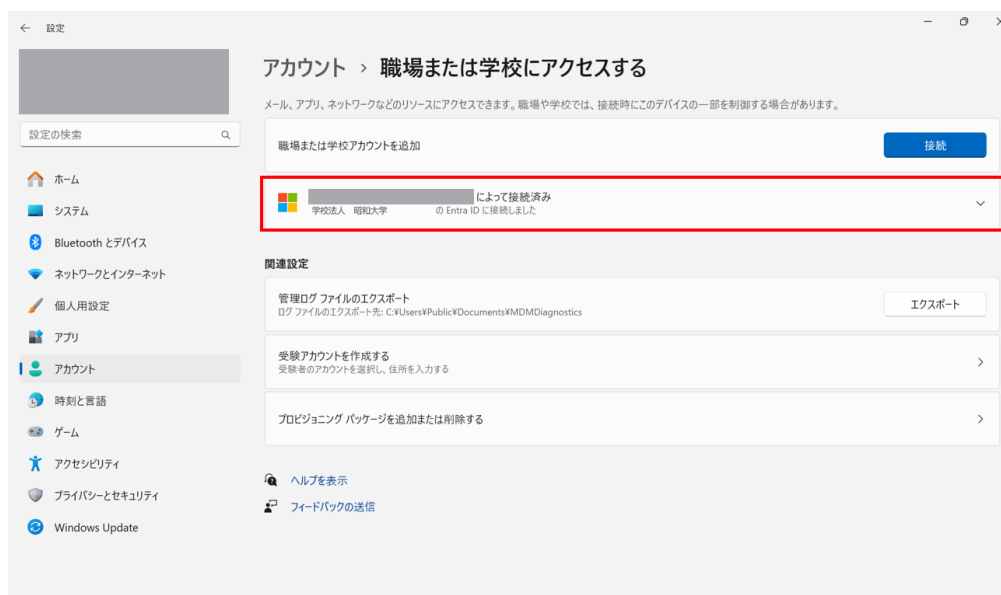 設定
アカウント > 職場または学校にアクセスする
メール、アプリ、ネットワークなどのリソースにアクセスできます。職場や学校では、接続時にこのデバイスの一部を制御する場合があります。
設定の検索
職場または学校アカウントを追加
接続
によって接続済み
学校法人 昭和大学 の Entra ID に接続しました
ホーム
システム
Bluetooth とデバイス
ネットワークとインターネット
個人用設定
アプリ
アカウント
時刻と言語
ゲーム
アクセシビリティ
プライバシーとセキュリティ
Windows Update
関連設定
管理ログ ファイルのエクスポート
ログ ファイルのエクスポート先: C:¥Users¥Public¥Documents¥MDMDiagnostics
エクスポート
受験アカウントを作成する
受験者のアカウントを選択し、住所を入力する
プロビジョニング パッケージを追加または削除する
ヘルプを表示
フィードバックの送信